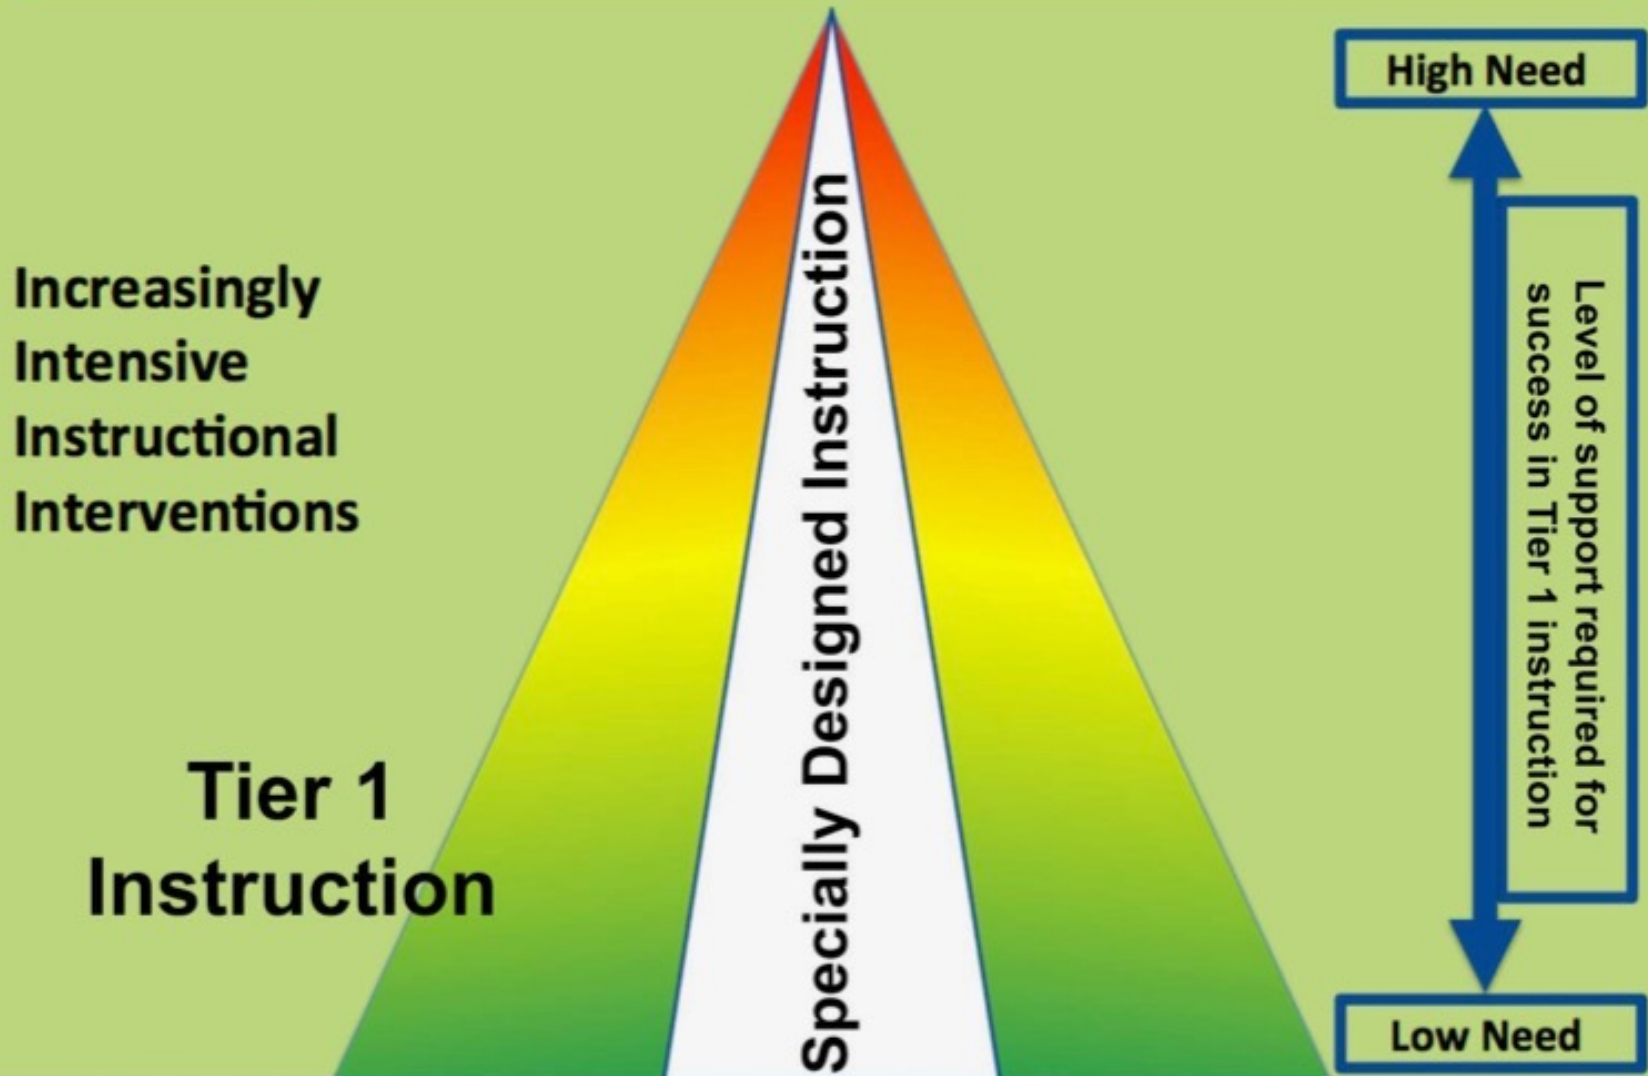 High Need
Increasingly
Intensive
Instructional
Interventions
Specially Designed Instruction
Level of support required for
success in Tier 1 instruction
Tier 1
Instruction
Low Need